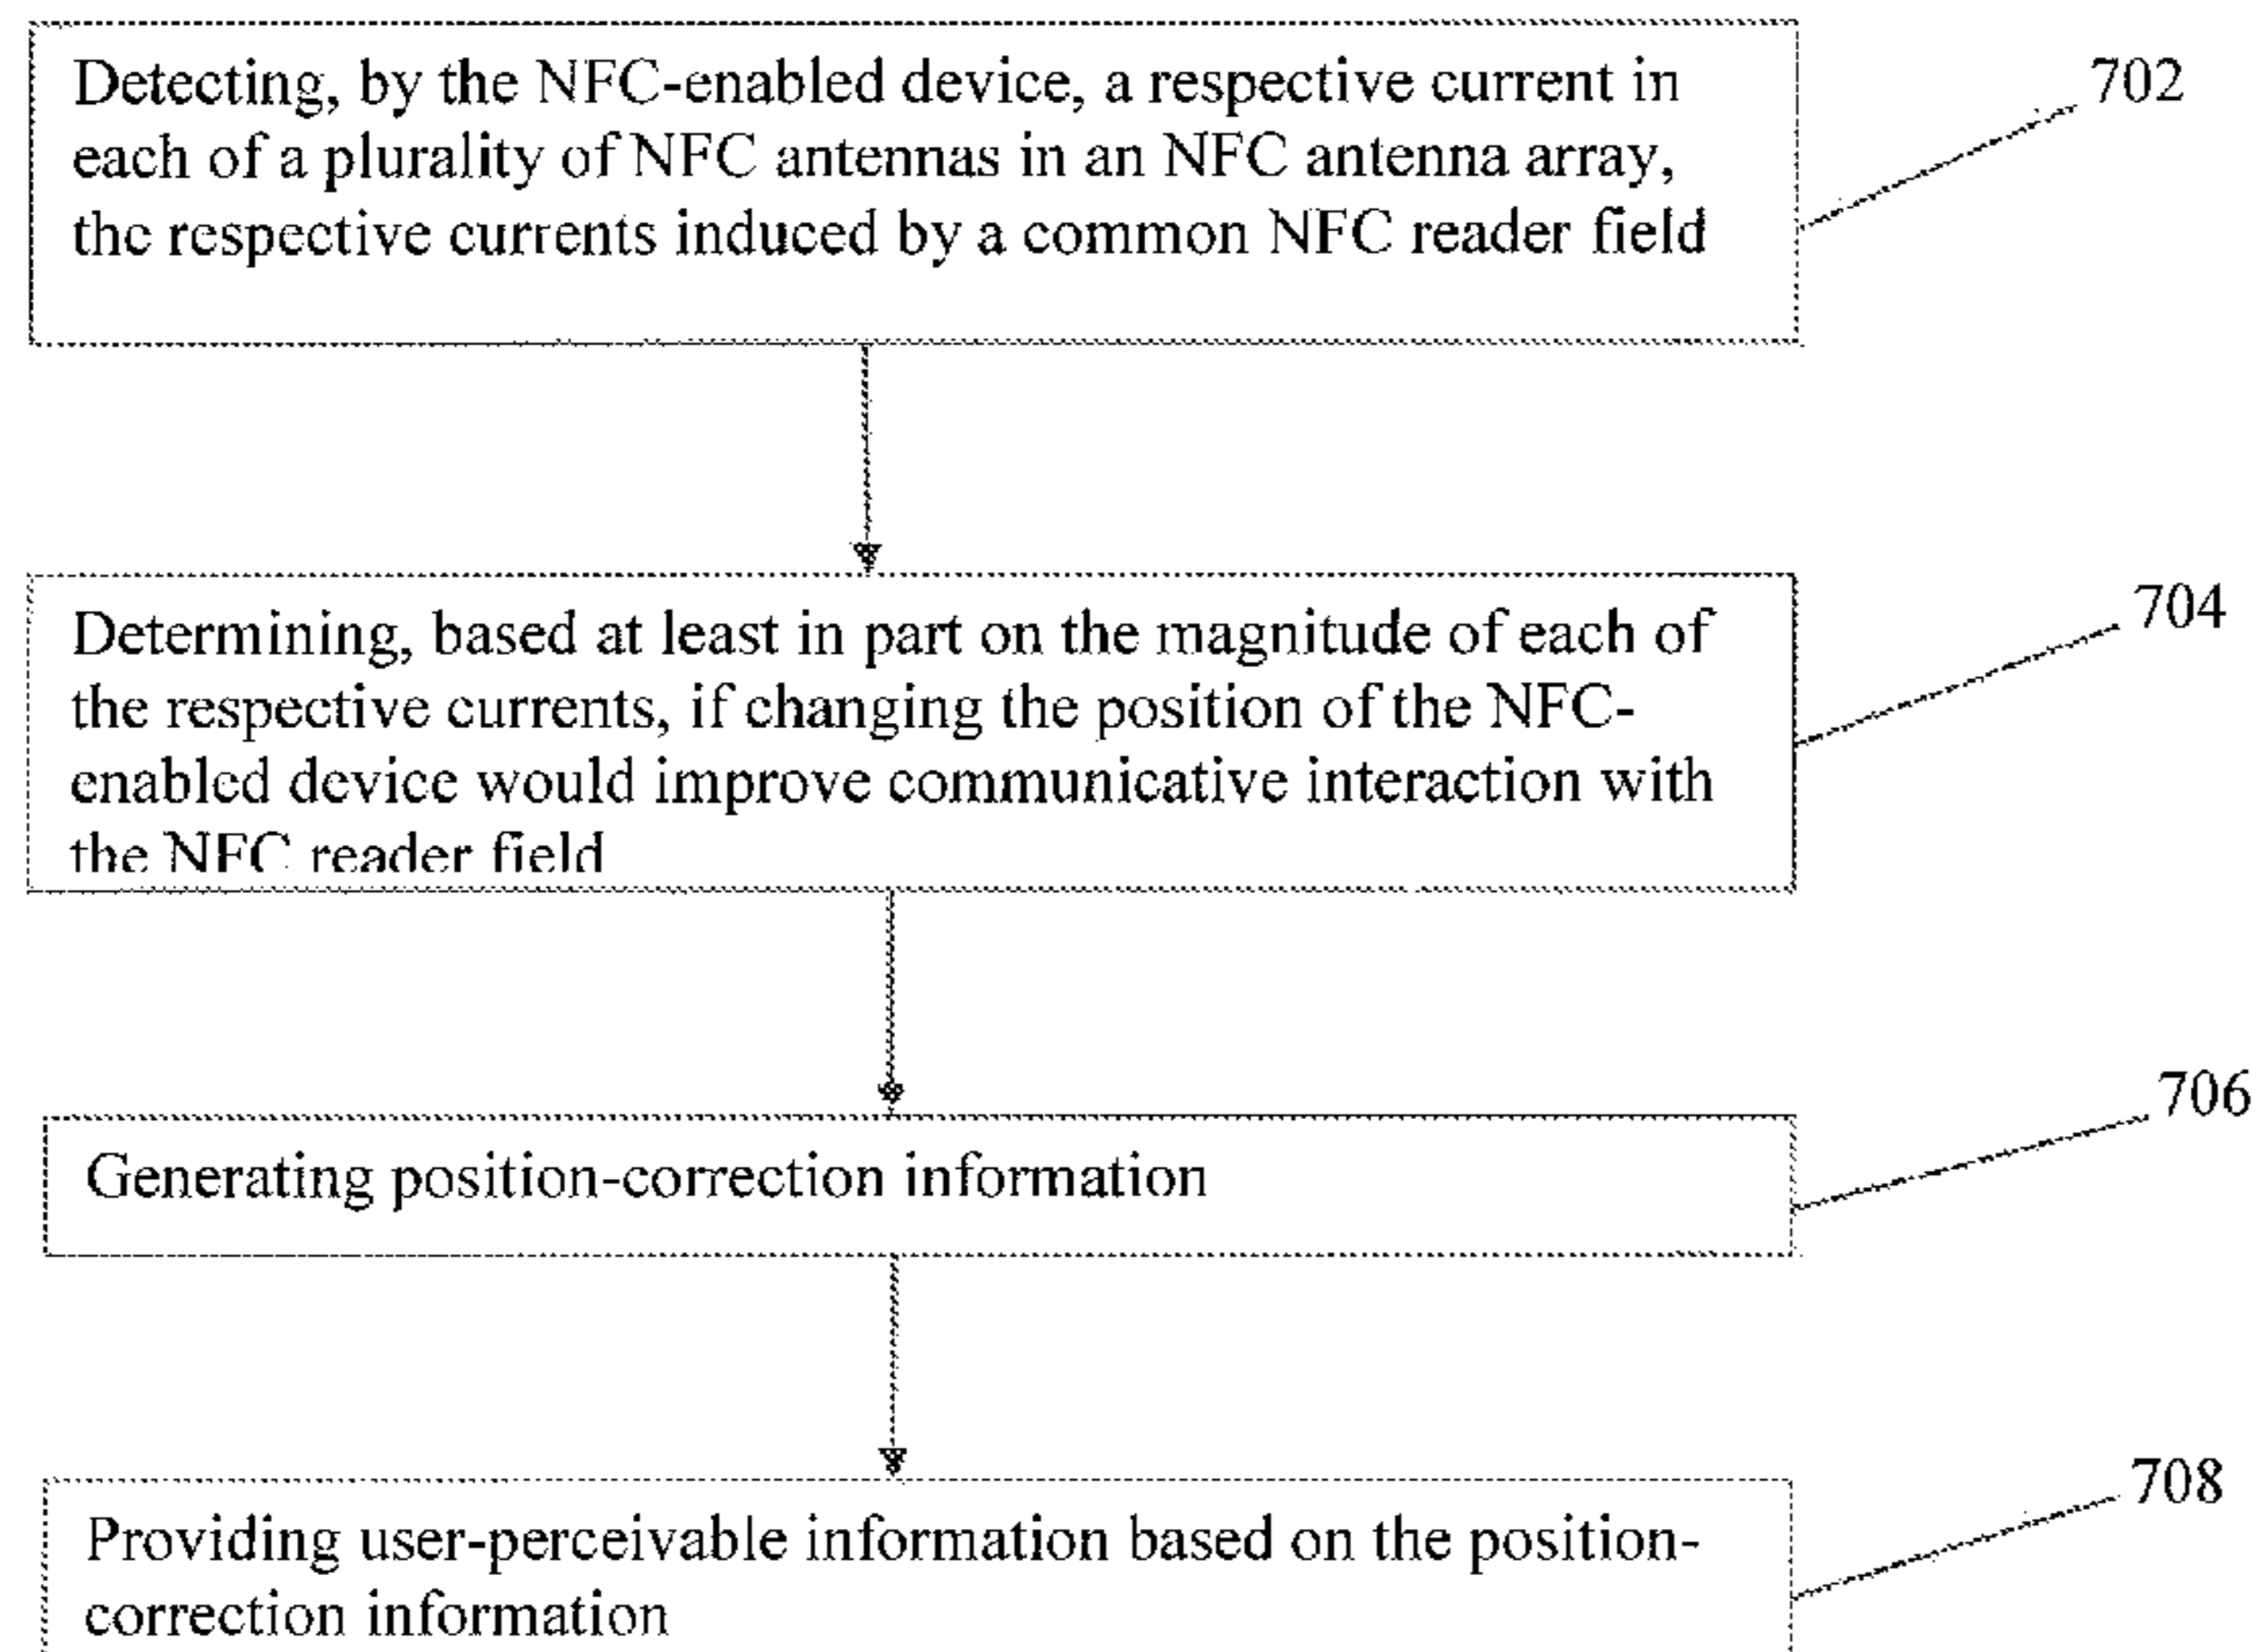 Detecting, by the NFC-enabled device, a respective current in
each of a plurality of NFC antennas in an NFC antenna array,
the respective currents induced by a common NFC reader field
702
Determining, based at least in part on the magnitude of each of
the respective currents, if changing the position of the NFC-
enabled device would improve communicative interaction with
the NFC reader field
704
Generating position-correction information
706
Providing user-perceivable information based on the position-
correction information
708